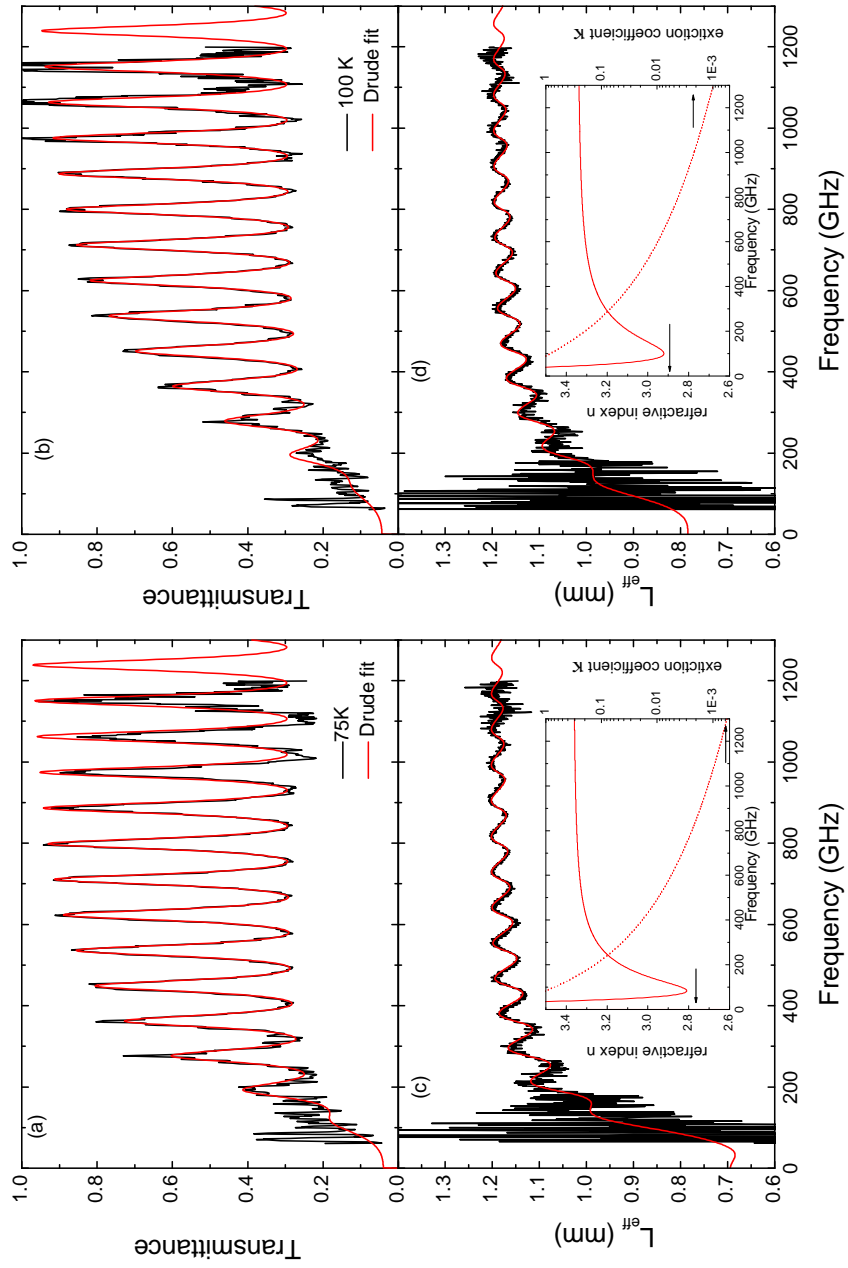 (a)
1.0
0.8
0.6
0.4
0.2
0.0
Transmittance
75K
Drude fit
(b)
1.0
0.8
0.6
0.4
0.2
0.0
Transmittance
100 K
Drude fit
(c)
1.3
1.2
1.1
1.0
0.9
0.8
0.7
0.6
L eff (mm)
0 200 400 600 800 1000 1200
Frequency (GHz)
3.4
3.2
3.0
2.8
2.6
refractive index n
0 200 400 600 800 1000 1200
Frequency (GHz)
1
0.1
0.01
1E-3
extiction coefficient K
(d)
1.3
1.2
1.1
1.0
0.9
0.8
0.7
0.6
L eff (mm)
0 200 400 600 800 1000 1200
Frequency (GHz)
3.4
3.2
3.0
2.8
2.6
refractive index n
0 200 400 600 800 1000 1200
Frequency (GHz)
1
0.1
0.01
1E-3
extiction coefficient K